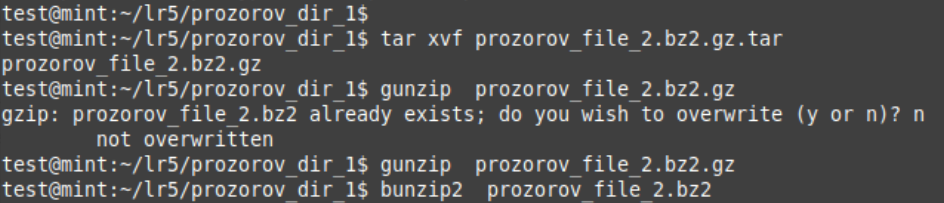 test@mint:~/lr5/prozorov_dir_1$
test@mint:~/lr5/prozorov_dir_1$ tar xvf prozorov_file_2.bz2.gz.tar
prozorov_file_2.bz2.gz
test@mint:~/lr5/prozorov_dir_1$ gunzip  prozorov_file_2.bz2.gz
gzip: prozorov_file_2.bz2 already exists; do you wish to overwrite (y or n)? n
        not overwritten
test@mint:~/lr5/prozorov_dir_1$ gunzip  prozorov_file_2.bz2.gz
test@mint:~/lr5/prozorov_dir_1$ bunzip2  prozorov_file_2.bz2